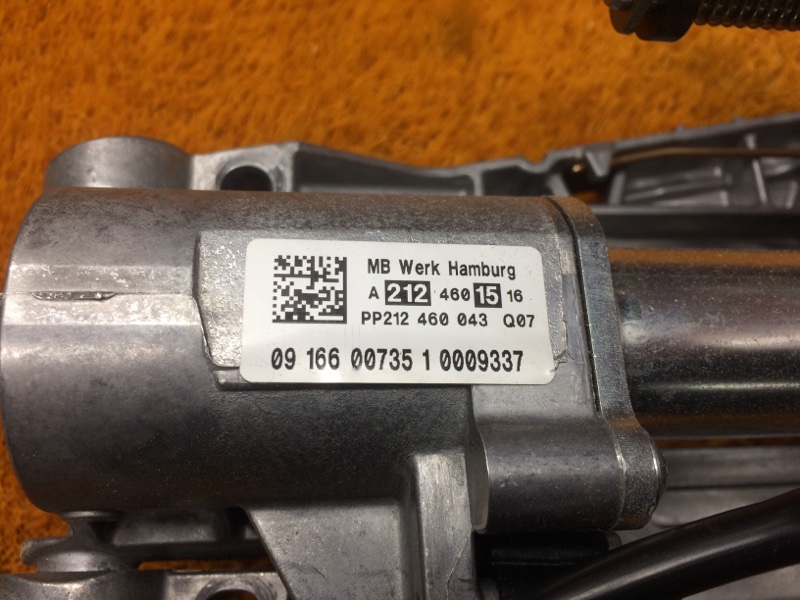 MB Werk Hamburg
A 212 460 15 16
PP212 460 043 Q07
09 166 00735 1 0009337